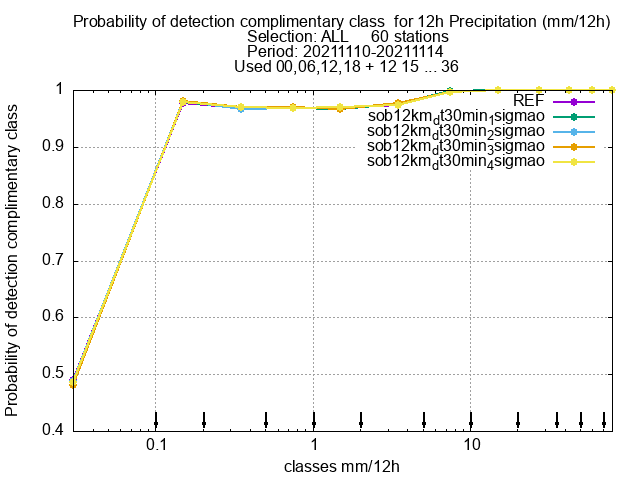 Probability of detection complimentary class  for 12h Precipitation (mm/12h)
Selection: ALL     60 stations
Period: 20211110-20211114
Used 00,06,12,18 + 12 15 ... 36
REF
sob12km_dt30min_1sigmao
sob12km_dt30min_2sigmao
sob12km_dt30min_3sigmao
sob12km_dt30min_4sigmao
Probability of detection complimentary class
1
0.9
0.8
0.7
0.6
0.5
0.4
0.1
1
10
classes mm/12h